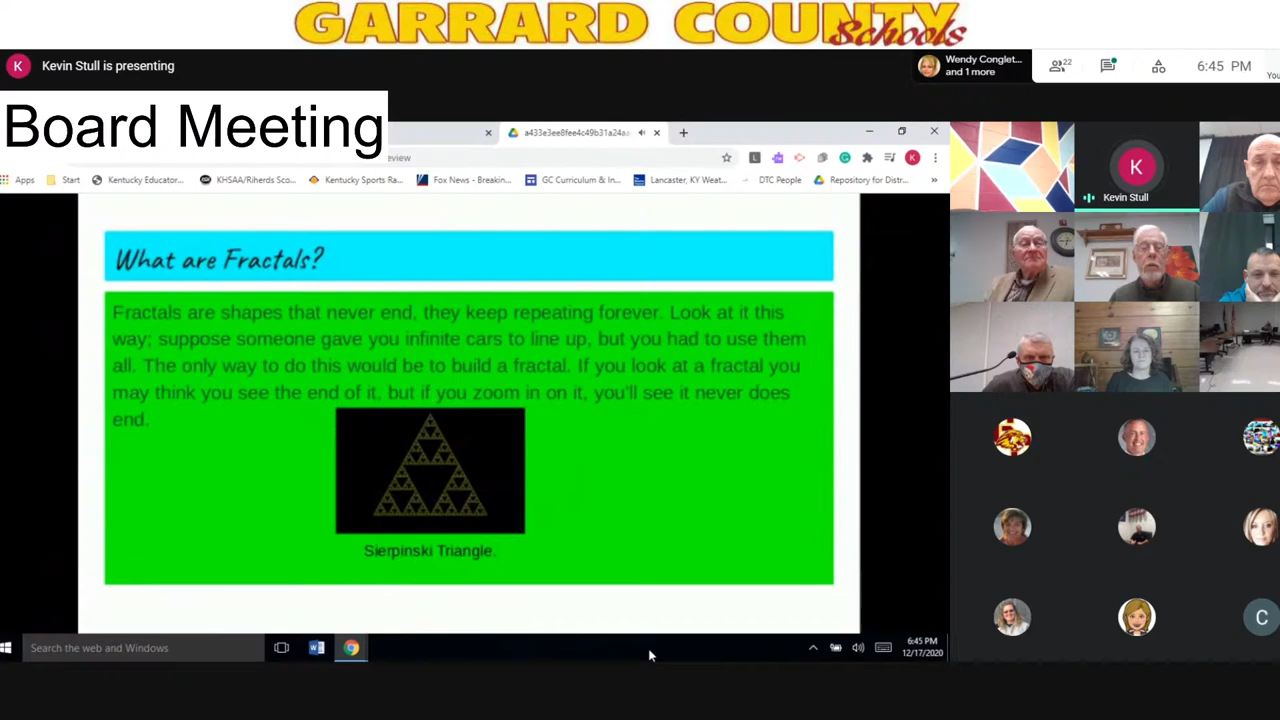 GARRARD COUNTY
Schools
Kevin Stull is presenting
K
Wendy Conglet...
and 1 more
22
6:45 PM
You
Board Meeting
a433e3ee8fee4c49b31a24aa
eview
Apps
Start
Kentucky Educator...
KHSAA/Riherds Sco...
Kentucky Sports Ra...
Fox News - Breakin...
GC Curriculum & In...
Lancaster, KY Weat...
DTC People
Repository for Distr...
K
Kevin Stull
What are Fractals?
Fractals are shapes that never end, they keep repeating forever. Look at it this
way; suppose someone gave you infinite cars to line up, but you had to use them
all. The only way to do this would be to build a fractal. If you look at a fractal you
may think you see the end of it, but if you zoom in on it, you'll see it never does
end.
Sierpinski Triangle.
C
Search the web and Windows
6:45 PM
12/17/2020